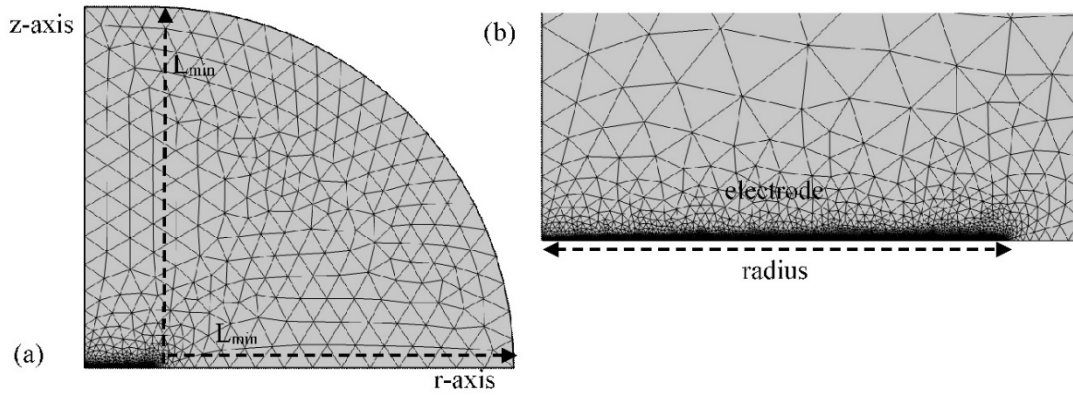 z-axis
L_min
L_min
(a)
r-axis
(b)
electrode
radius